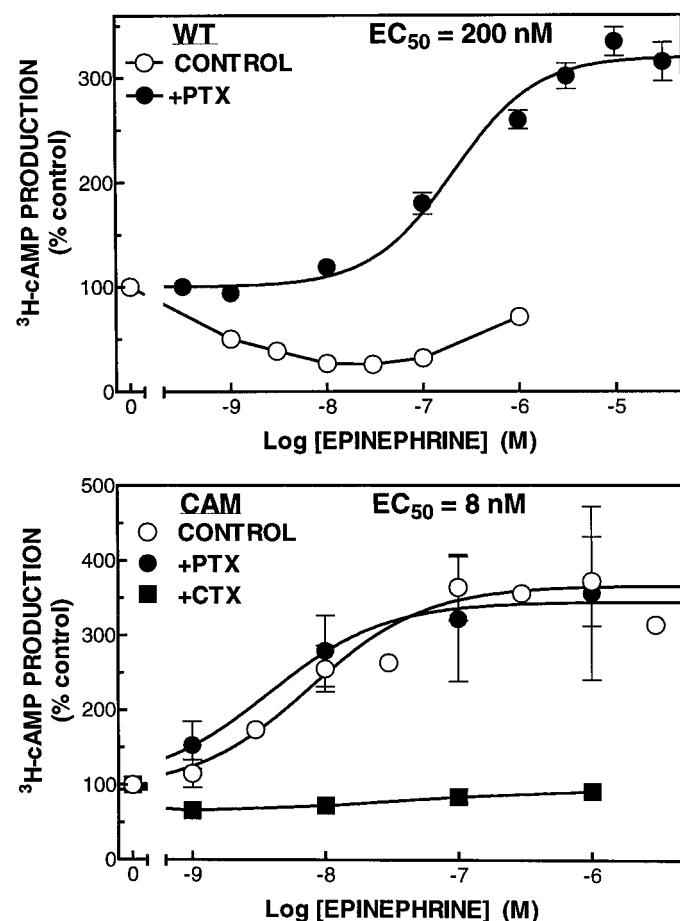 WT
EC50 = 200 nM
CONTROL
+PTX
³H-cAMP PRODUCTION
(% control)
300
200
100
0
0
-9
-8
-7
-6
-5
Log [EPINEPHRINE] (M)
CAM
EC50 = 8 nM
CONTROL
+PTX
+CTX
³H-cAMP PRODUCTION
(% control)
500
400
300
200
100
0
0
-9
-8
-7
-6
Log [EPINEPHRINE] (M)